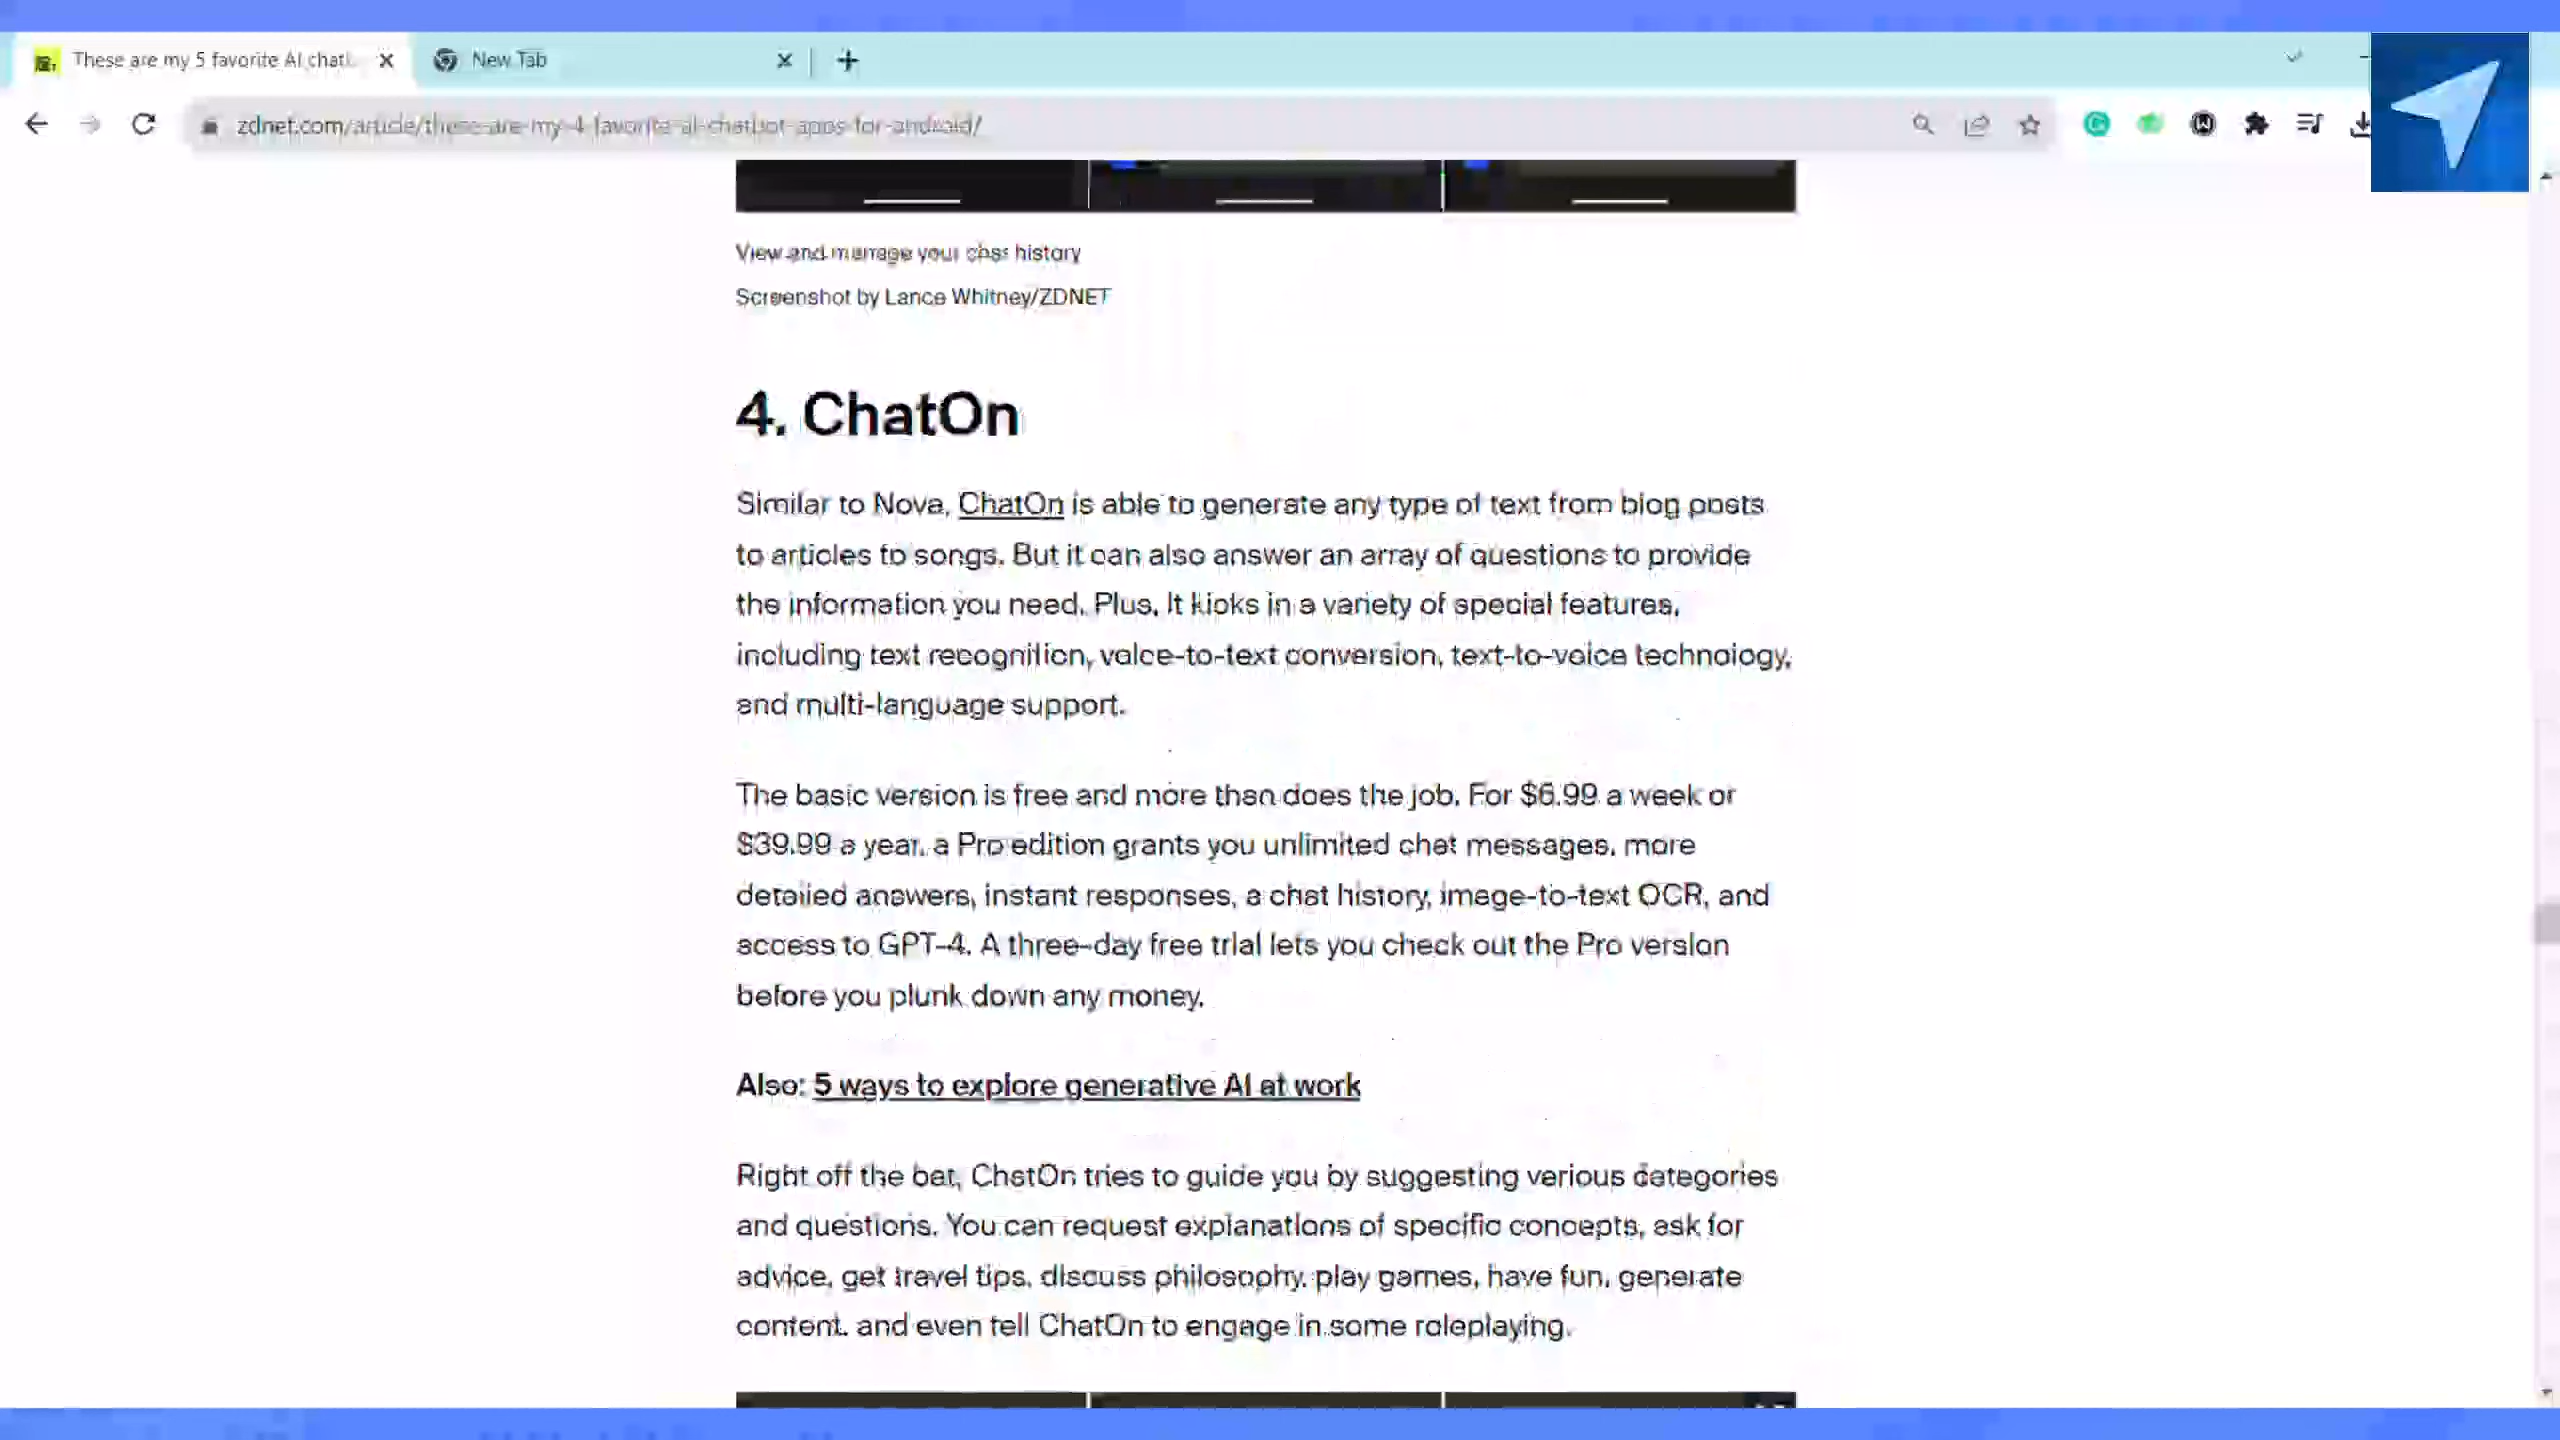 These are my 5 favorite AI chatb
New Tab
zdnet.com/article/these-are-my-4-favorite-ai-chatbot-apps-for-android/
View and manage your chat history
Screenshot by Lance Whitney/ZDNET
4. ChatOn
Similar to Nova, ChatOn is able to generate any type of text from blog posts
to articles to songs. But it can also answer an array of questions to provide
the information you need. Plus, it kicks in a variety of special features,
including text recognition, voice-to-text conversion, text-to-voice technology,
and multi-language support.
The basic version is free and more than does the job. For $6.99 a week or
$39.99 a year, a Pro edition grants you unlimited chat messages, more
detailed answers, instant responses, a chat history, image-to-text OCR, and
access to GPT-4. A three-day free trial lets you check out the Pro version
before you plunk down any money.
Also: 5 ways to explore generative AI at work
Right off the bat, ChatOn tries to guide you by suggesting various categories
and questions. You can request explanations of specific concepts, ask for
advice, get travel tips, discuss philosophy, play games, have fun, generate
content, and even tell ChatOn to engage in some roleplaying.